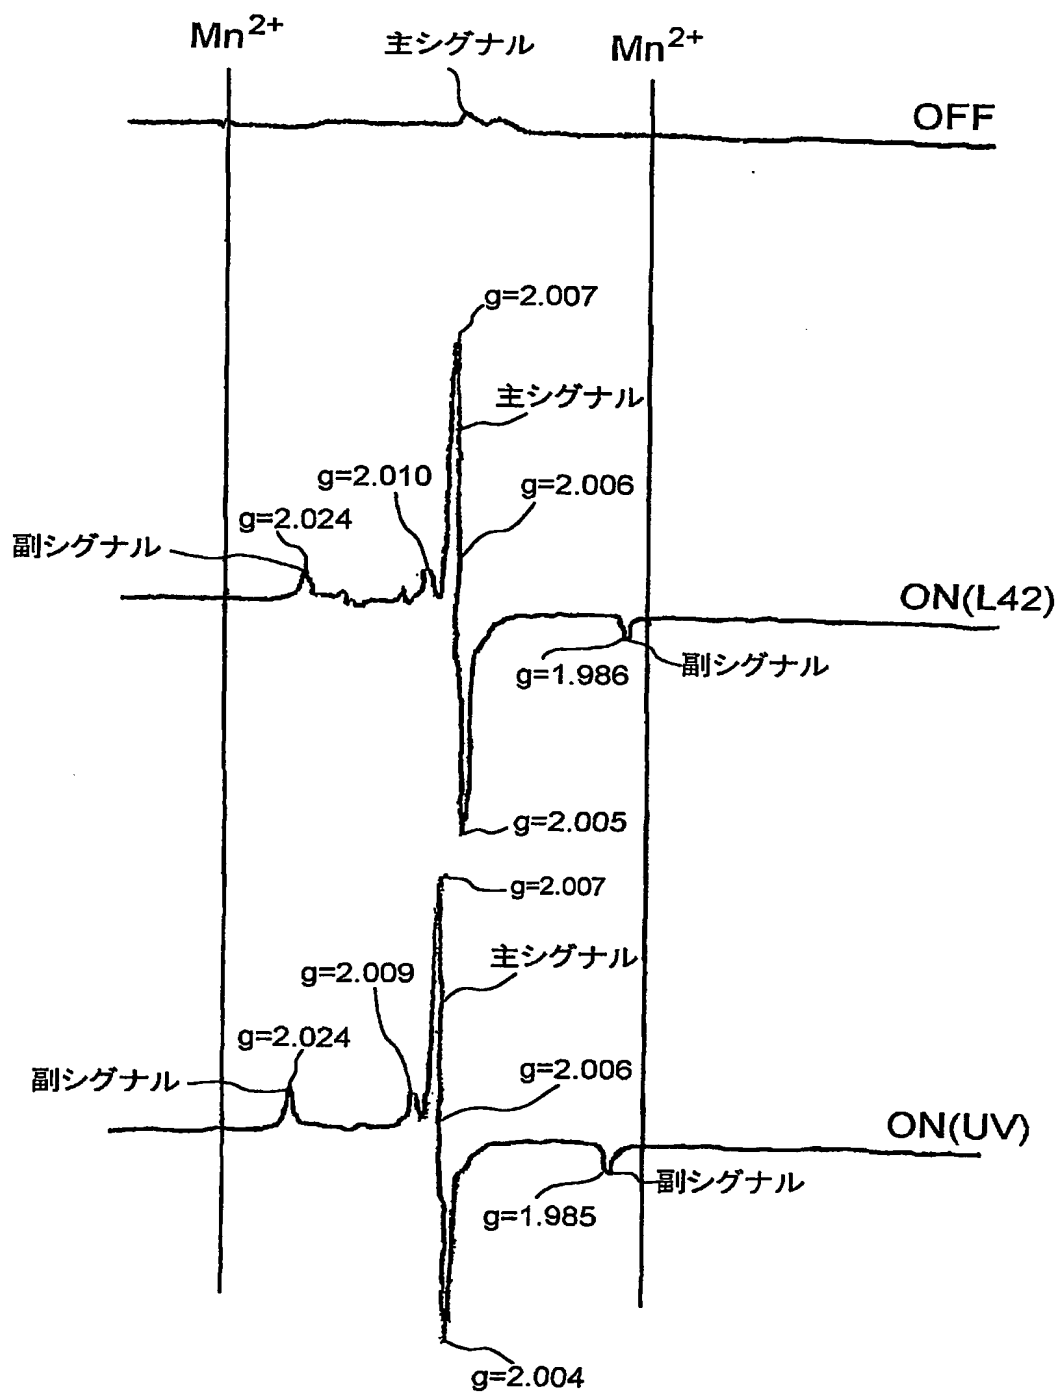 Mn2+
主シグナル
Mn2+
OFF
g=2.007
主シグナル
g=2.010
g=2.006
g=2.024
副シグナル
ON(L42)
g=1.986
副シグナル
g=2.005
g=2.007
主シグナル
g=2.009
g=2.024
g=2.006
副シグナル
ON(UV)
副シグナル
g=1.985
g=2.004